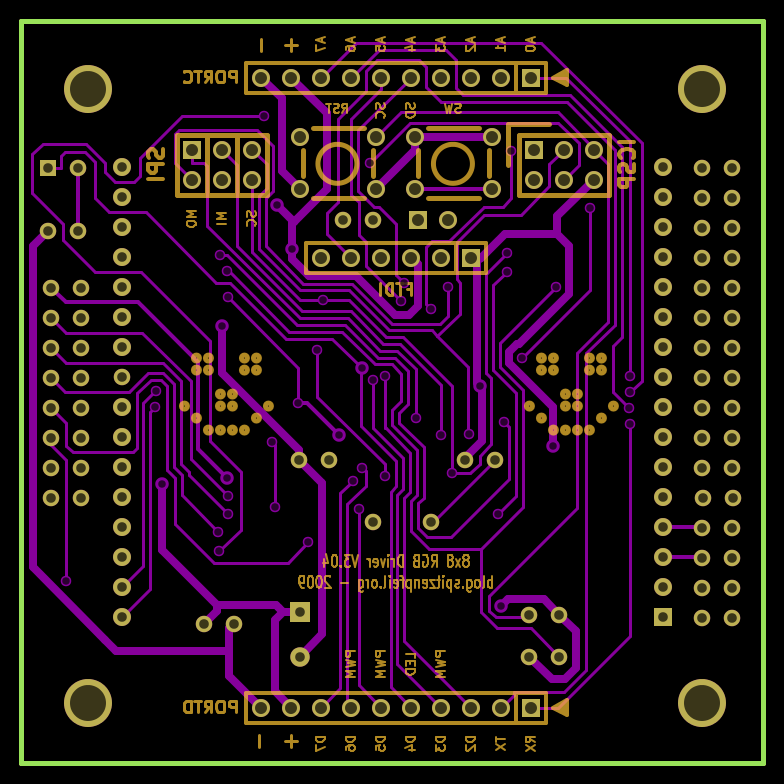 − + A7 A6 A5 A4 A3 A2 A1 A0
PORTC
RST SC SD SW
SPI
ICSP
MO MI SC
FTDI
8x8 RGB Driver V3.04
blog.spitzenpfeil.org – 2009
PWM PWM LED PWM
PORTD
− + D7 D6 D5 D4 D3 D2 TX RX